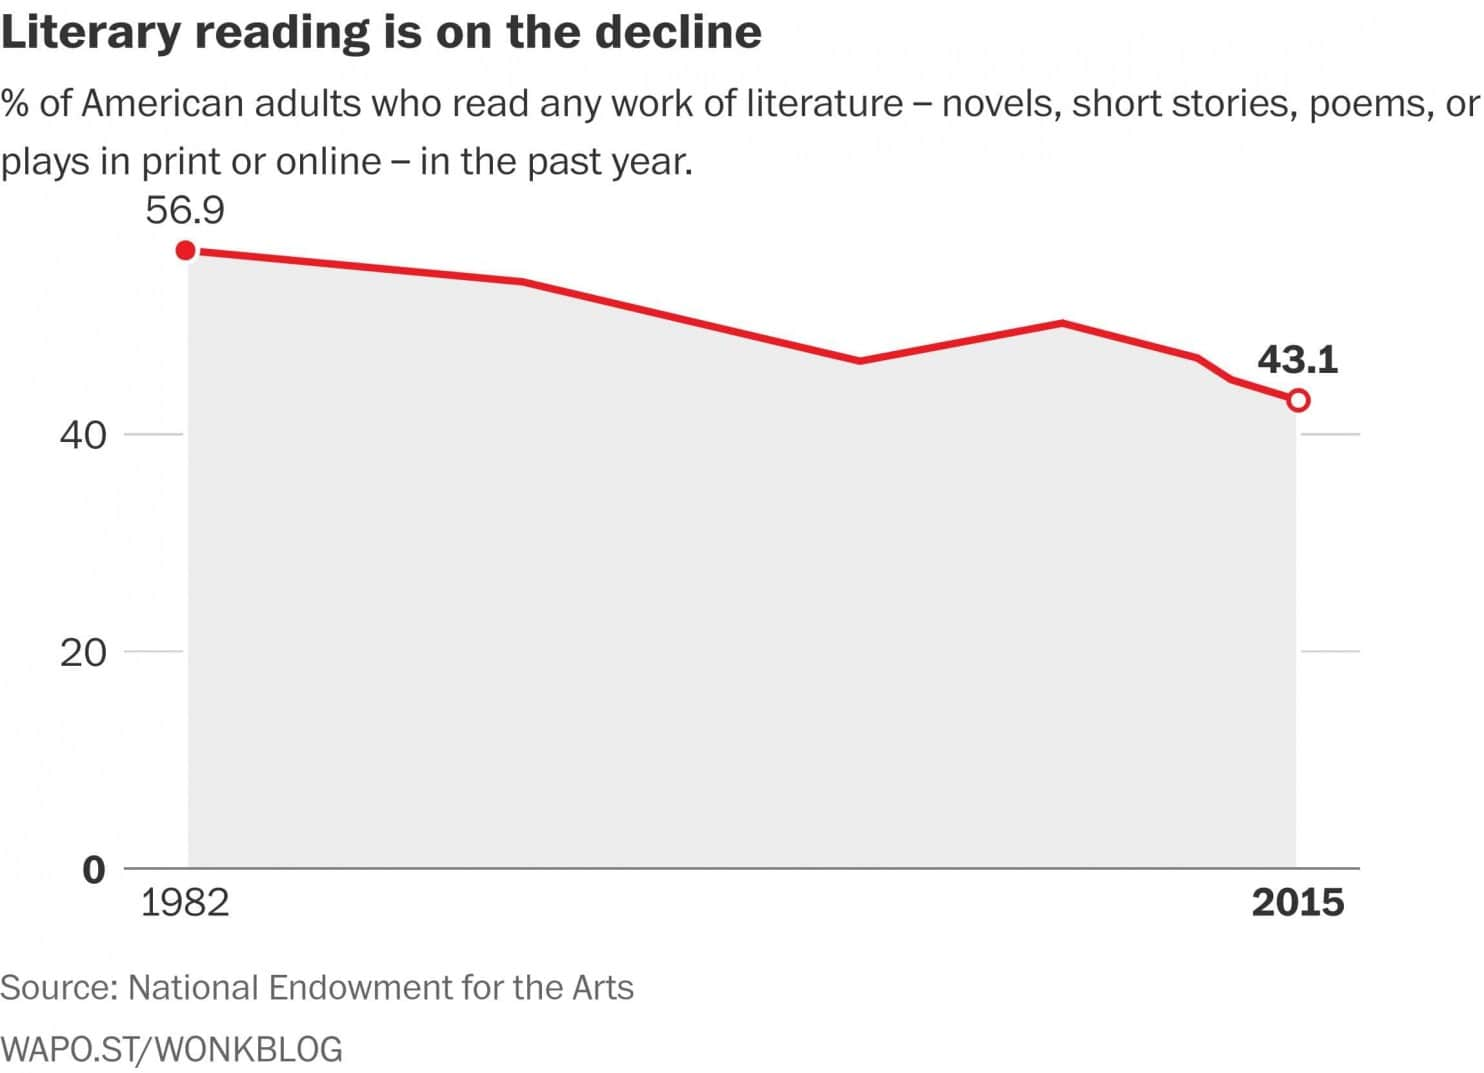 Literary reading is on the decline
% of American adults who read any work of literature – novels, short stories, poems, or
plays in print or online – in the past year.
56.9
43.1
40
20
0
1982
2015
Source: National Endowment for the Arts
WAPO.ST/WONKBLOG